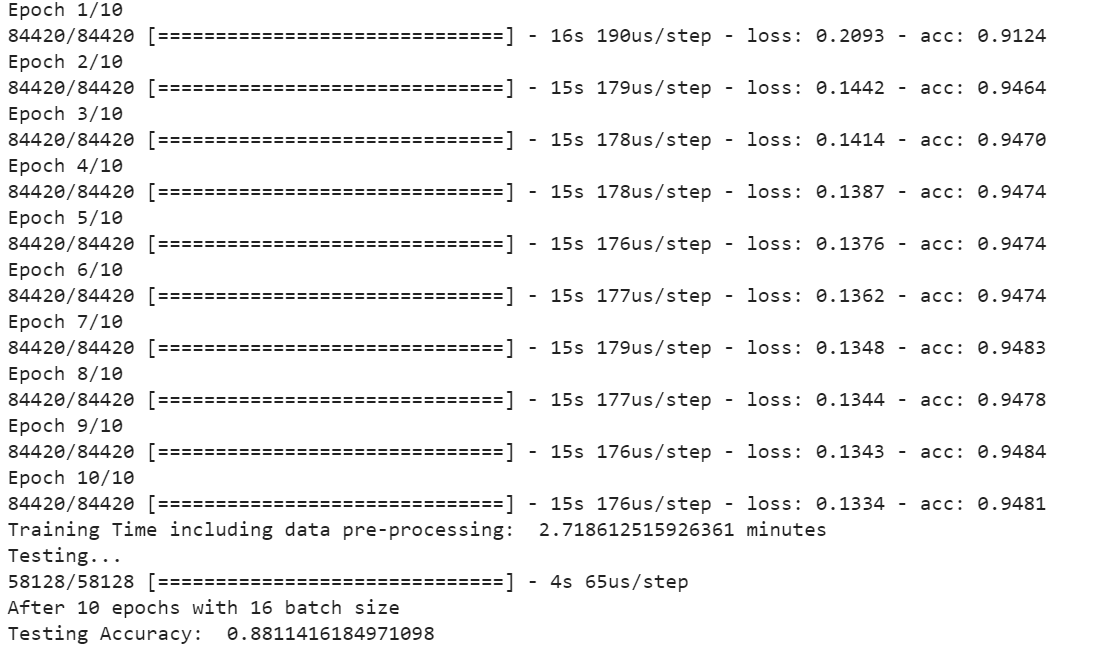 Epoch 1/10
84420/84420 [==============================] - 16s 190us/step - loss: 0.2093 - acc: 0.9124
Epoch 2/10
84420/84420 [==============================] - 15s 179us/step - loss: 0.1442 - acc: 0.9464
Epoch 3/10
84420/84420 [==============================] - 15s 178us/step - loss: 0.1414 - acc: 0.9470
Epoch 4/10
84420/84420 [==============================] - 15s 178us/step - loss: 0.1387 - acc: 0.9474
Epoch 5/10
84420/84420 [==============================] - 15s 176us/step - loss: 0.1376 - acc: 0.9474
Epoch 6/10
84420/84420 [==============================] - 15s 177us/step - loss: 0.1362 - acc: 0.9474
Epoch 7/10
84420/84420 [==============================] - 15s 179us/step - loss: 0.1348 - acc: 0.9483
Epoch 8/10
84420/84420 [==============================] - 15s 177us/step - loss: 0.1344 - acc: 0.9478
Epoch 9/10
84420/84420 [==============================] - 15s 176us/step - loss: 0.1343 - acc: 0.9484
Epoch 10/10
84420/84420 [==============================] - 15s 176us/step - loss: 0.1334 - acc: 0.9481
Training Time including data pre-processing:  2.718612515926361 minutes
Testing...
58128/58128 [==============================] - 4s 65us/step
After 10 epochs with 16 batch size
Testing Accuracy:  0.8811416184971098